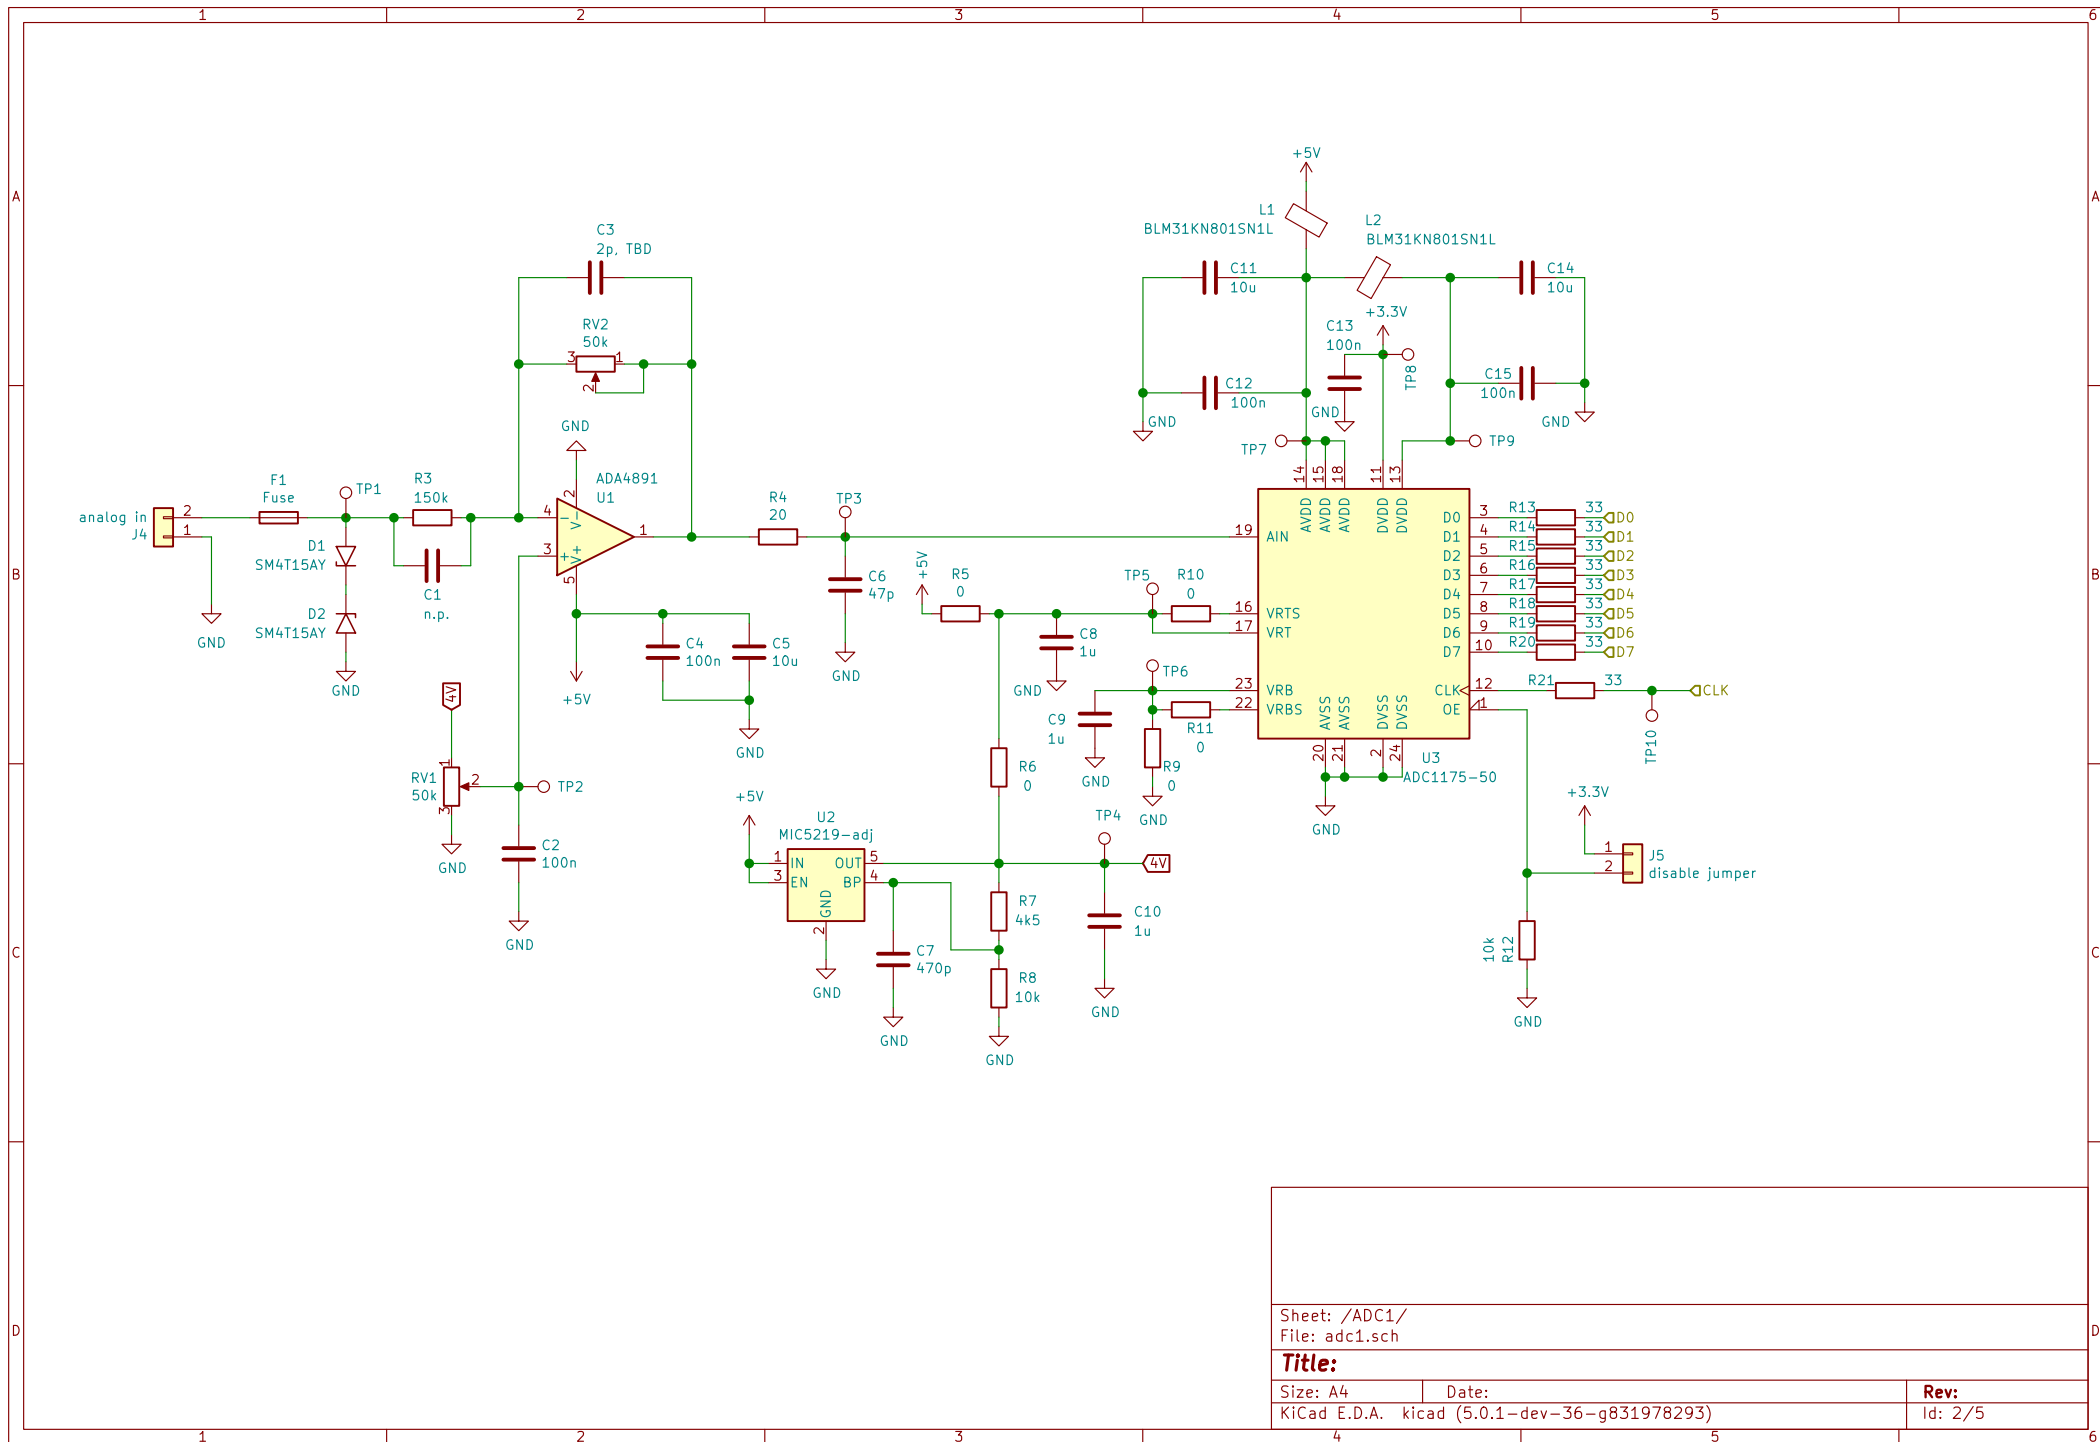 1 2 3 4 5 6
A A
+5V
L1
BLM31KN801SN1L
L2
BLM31KN801SN1L
C3
2p, TBD
C11
10u
C14
10u
RV2
50k
3 1
2
+3.3V
C13
100n
TP8
GND
C12
100n
GND
C15
100n
GND
TP7
TP9
14 15 18 11 13
AVDD AVDD AVDD DVDD DVDD
GND
ADA4891
U1
2
V-
4 -
3 +
V+
5
1
analog in
J4
2
1
GND
F1
Fuse
TP1
R3
150k
D1
SM4T15AY
C1
n.p.
D2
SM4T15AY
GND
R4
20
TP3
C6
47p
GND
C4
100n
C5
10u
+5V
GND
19 AIN
+5V
R5
0
TP5
R10
0
16 VRTS
17 VRT
C8
1u
GND
TP6
23 VRB
22 VRBS
C9
1u
GND
R11
0
R9
0
GND
D0 3 R13 33 D0
D1 4 R14 33 D1
D2 5 R15 33 D2
D3 6 R16 33 D3
D4 7 R17 33 D4
D5 8 R18 33 D5
D6 9 R19 33 D6
D7 10 R20 33 D7
CLK 12 R21 33 CLK
OE 1
TP10
AVSS AVSS DVSS DVSS
20 21 2 24
U3
ADC1175-50
GND
B B
4V
RV1
50k
1
2
3
GND
TP2
C2
100n
GND
R6
0
+5V
U2
MIC5219-adj
1 IN OUT 5
3 EN BP 4
GND
2
GND
TP4
4V
R7
4k5
C7
470p
GND
R8
10k
GND
C10
1u
GND
+3.3V
J5
disable jumper
1
2
10k
R12
GND
C C
D D
Sheet: /ADC1/
File: adc1.sch
Title:
Size: A4 Date: Rev:
KiCad E.D.A. kicad (5.0.1-dev-36-g831978293) Id: 2/5
1 2 3 4 5 6